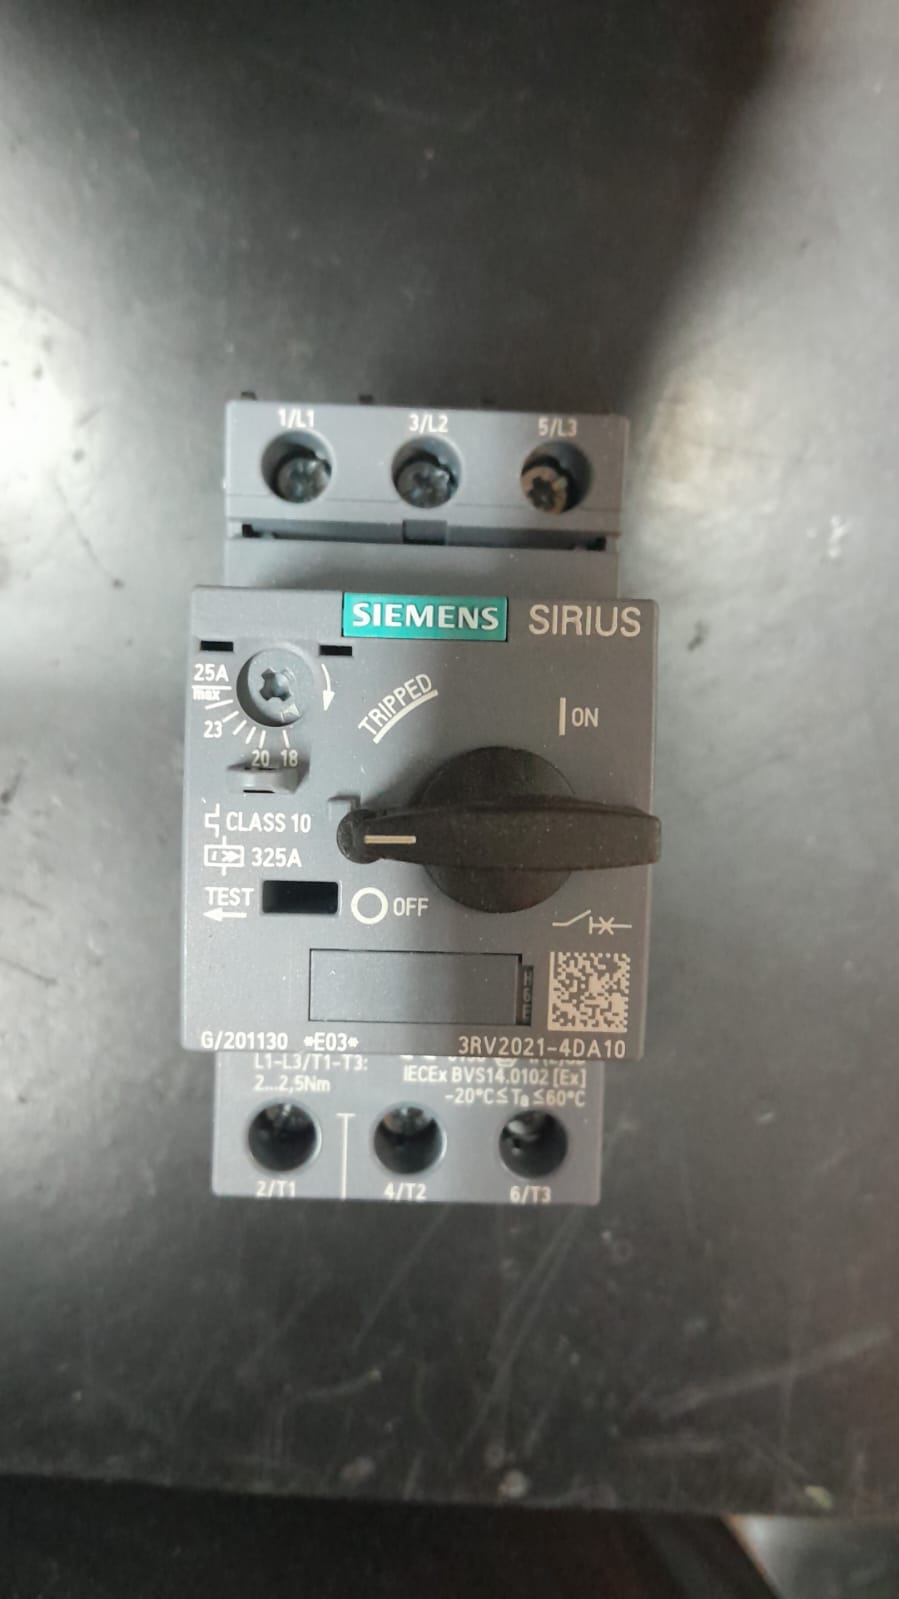 1/L1 3/L2 5/L3
SIEMENS SIRIUS
25A
max
23
20 18
TRIPPED
ON
CLASS 10
325A
TEST
OFF
H6E
G/201130 *E03* 3RV2021-4DA10
L1-L3/T1-T3:
2...2,5Nm
IECEx BVS14.0102 [Ex]
-20°C≤Ta≤60°C
2/T1 4/T2 6/T3